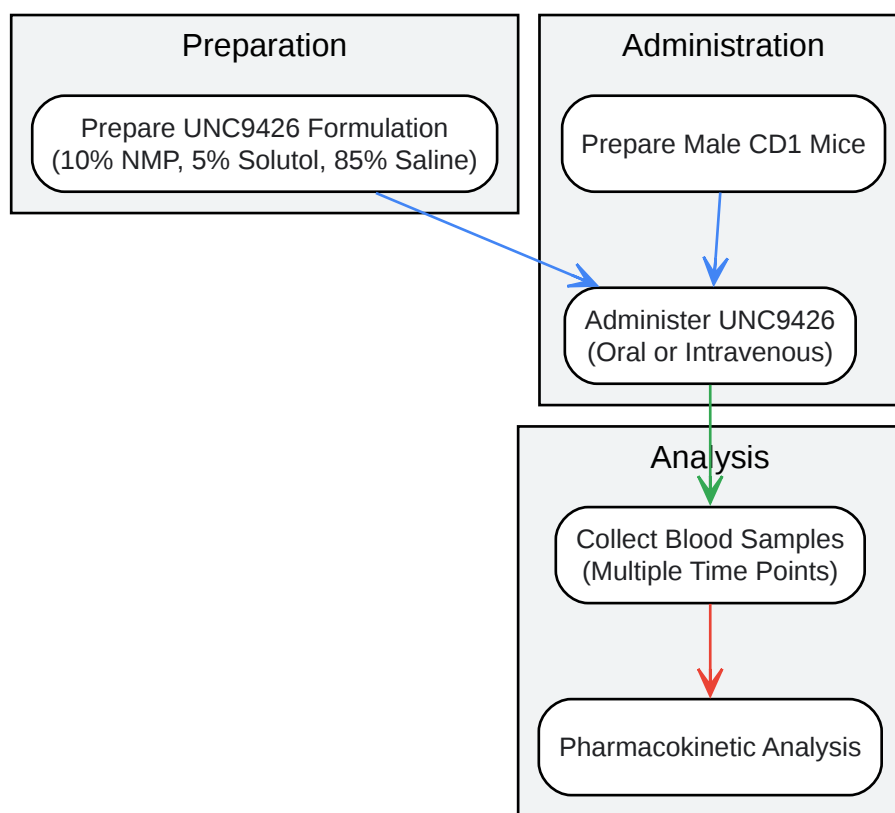 Preparation
Prepare UNC9426 Formulation
(10% NMP, 5% Solutol, 85% Saline)
Administration
Prepare Male CD1 Mice
Administer UNC9426
(Oral or Intravenous)
Analysis
Collect Blood Samples
(Multiple Time Points)
Pharmacokinetic Analysis